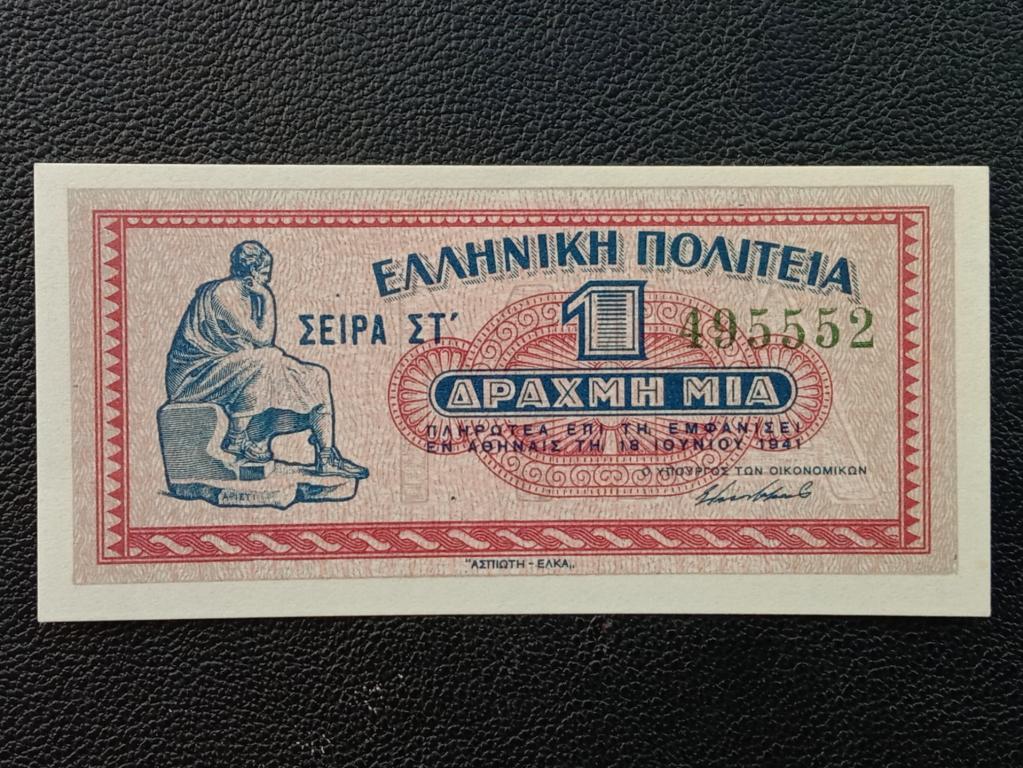 ΕΛΛΗΝΙΚΗ ΠΟΛΙΤΕΙΑ
ΣΕΙΡΑ ΣΤ΄ 1 495552
ΔΡΑΧΜΗ ΜΙΑ
ΠΛΗΡΩΤΕΑ ΕΠΙ ΤΗ ΕΜΦΑΝΙΣΕΙ
ΕΝ ΑΘΗΝΑΙΣ ΤΗ 18 ΙΟΥΝΙΟΥ 1941
Ο ΥΠΟΥΡΓΟΣ ΤΩΝ ΟΙΚΟΝΟΜΙΚΩΝ
ΑΡΙΣΤ
"ΑΣΠΙΩΤΗ - ΕΛΚΑ„